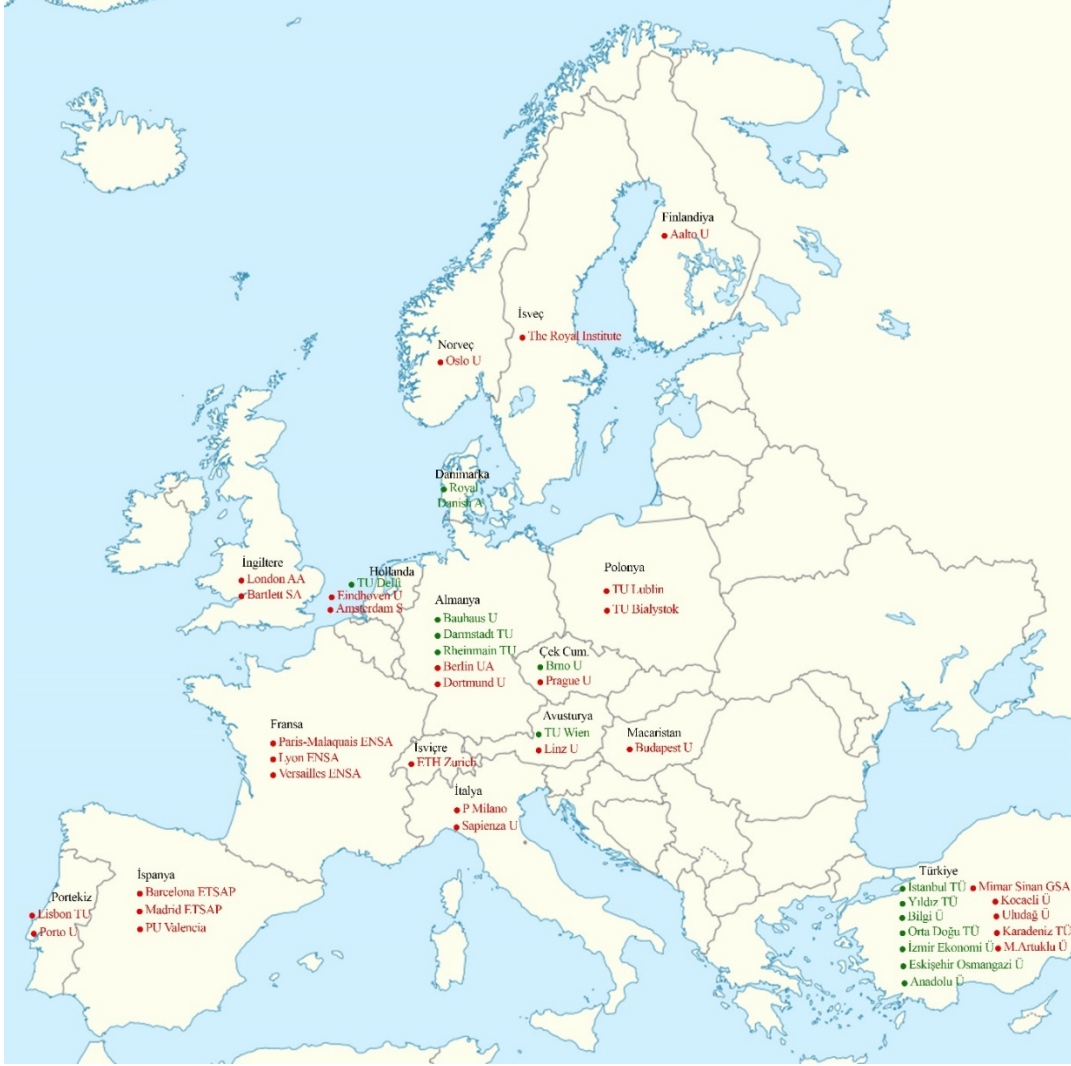 Finlandiya
Aalto U
İsveç
The Royal Institute
Norveç
Oslo U
Danimarka
Royal
Danish A
İngiltere
London AA
Bartlett SA
Hollanda
TU Delft
Eindhoven U
Amsterdam S
Almanya
Bauhaus U
Darmstadt TU
Rheinmain TU
Berlin UA
Dortmund U
Polonya
TU Lublin
TU Bialystok
Çek Cum.
Brno U
Prague U
Avusturya
TU Wien
Linz U
Macaristan
Budapest U
Fransa
Paris-Malaquais ENSA
Lyon ENSA
Versailles ENSA
İsviçre
ETH Zurich
İtalya
P Milano
Sapienza U
Portekiz
Lisbon TU
Porto U
İspanya
Barcelona ETSAP
Madrid ETSAP
PU Valencia
Türkiye
İstanbul TÜ
Yıldız TÜ
Bilgi Ü
Orta Doğu TÜ
İzmir Ekonomi Ü
Eskişehir Osmangazi Ü
Anadolu Ü
Mimar Sinan GSA
Kocaeli Ü
Uludağ Ü
Karadeniz TÜ
M.Artuklu Ü